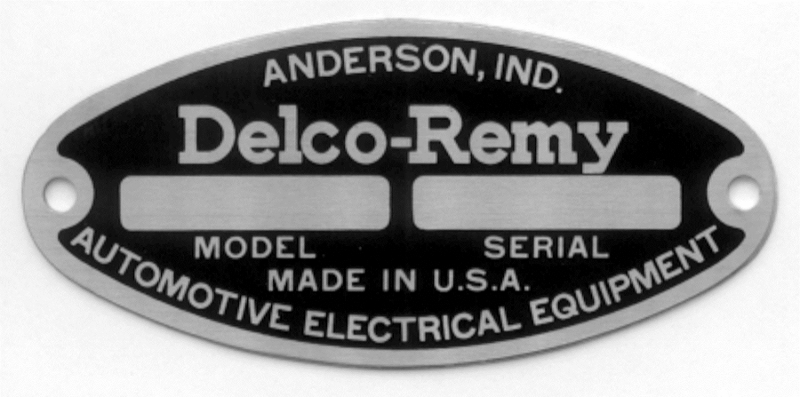 ANDERSON, IND.
Delco-Remy
MODEL SERIAL
MADE IN U.S.A.
AUTOMOTIVE ELECTRICAL EQUIPMENT